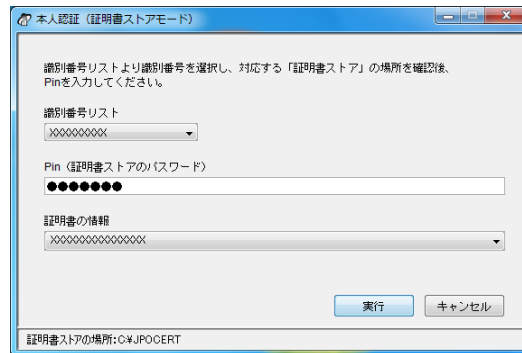 本人認証（証明書ストアモード）
識別番号リストより識別番号を選択し、対応する「証明書ストア」の場所を確認後、
Pinを入力してください。
識別番号リスト
XXXXXXXXX
Pin（証明書ストアのパスワード）
●●●●●●●
証明書の情報
XXXXXXXXXXXXXXX
実行 キャンセル
証明書ストアの場所:C¥JPOCERT